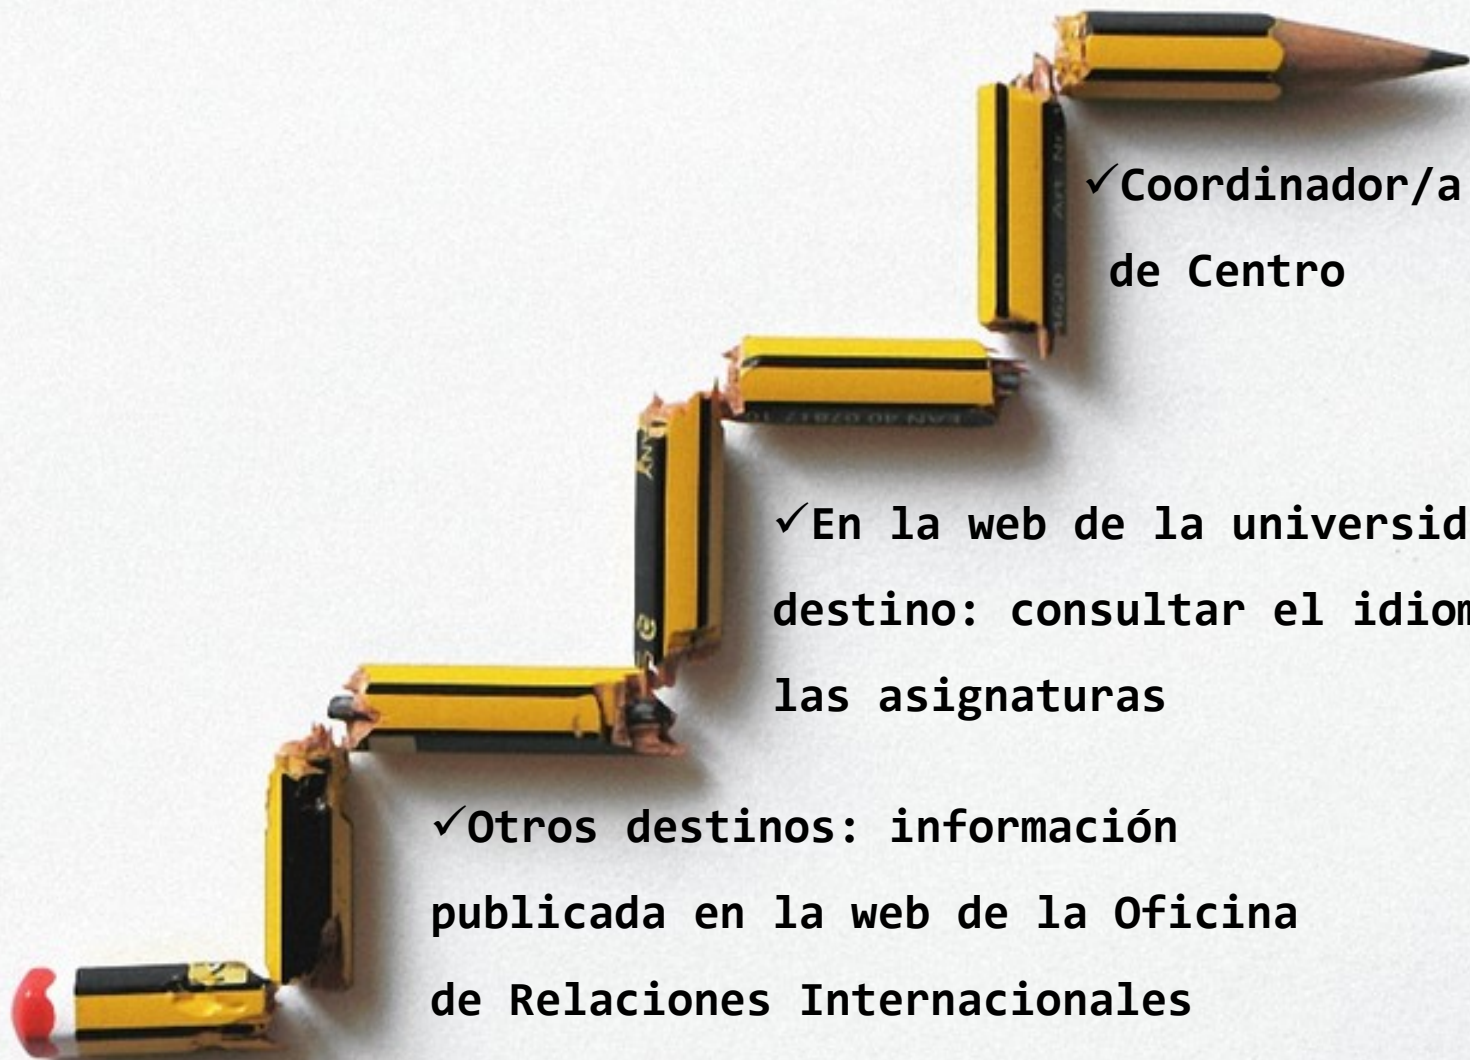 ✓Coordinador/a
de Centro
✓En la web de la
destino: consultar el
las asignaturas
✓Otros destinos: información
publicada en la web de la Oficina
de Relaciones Internacionales